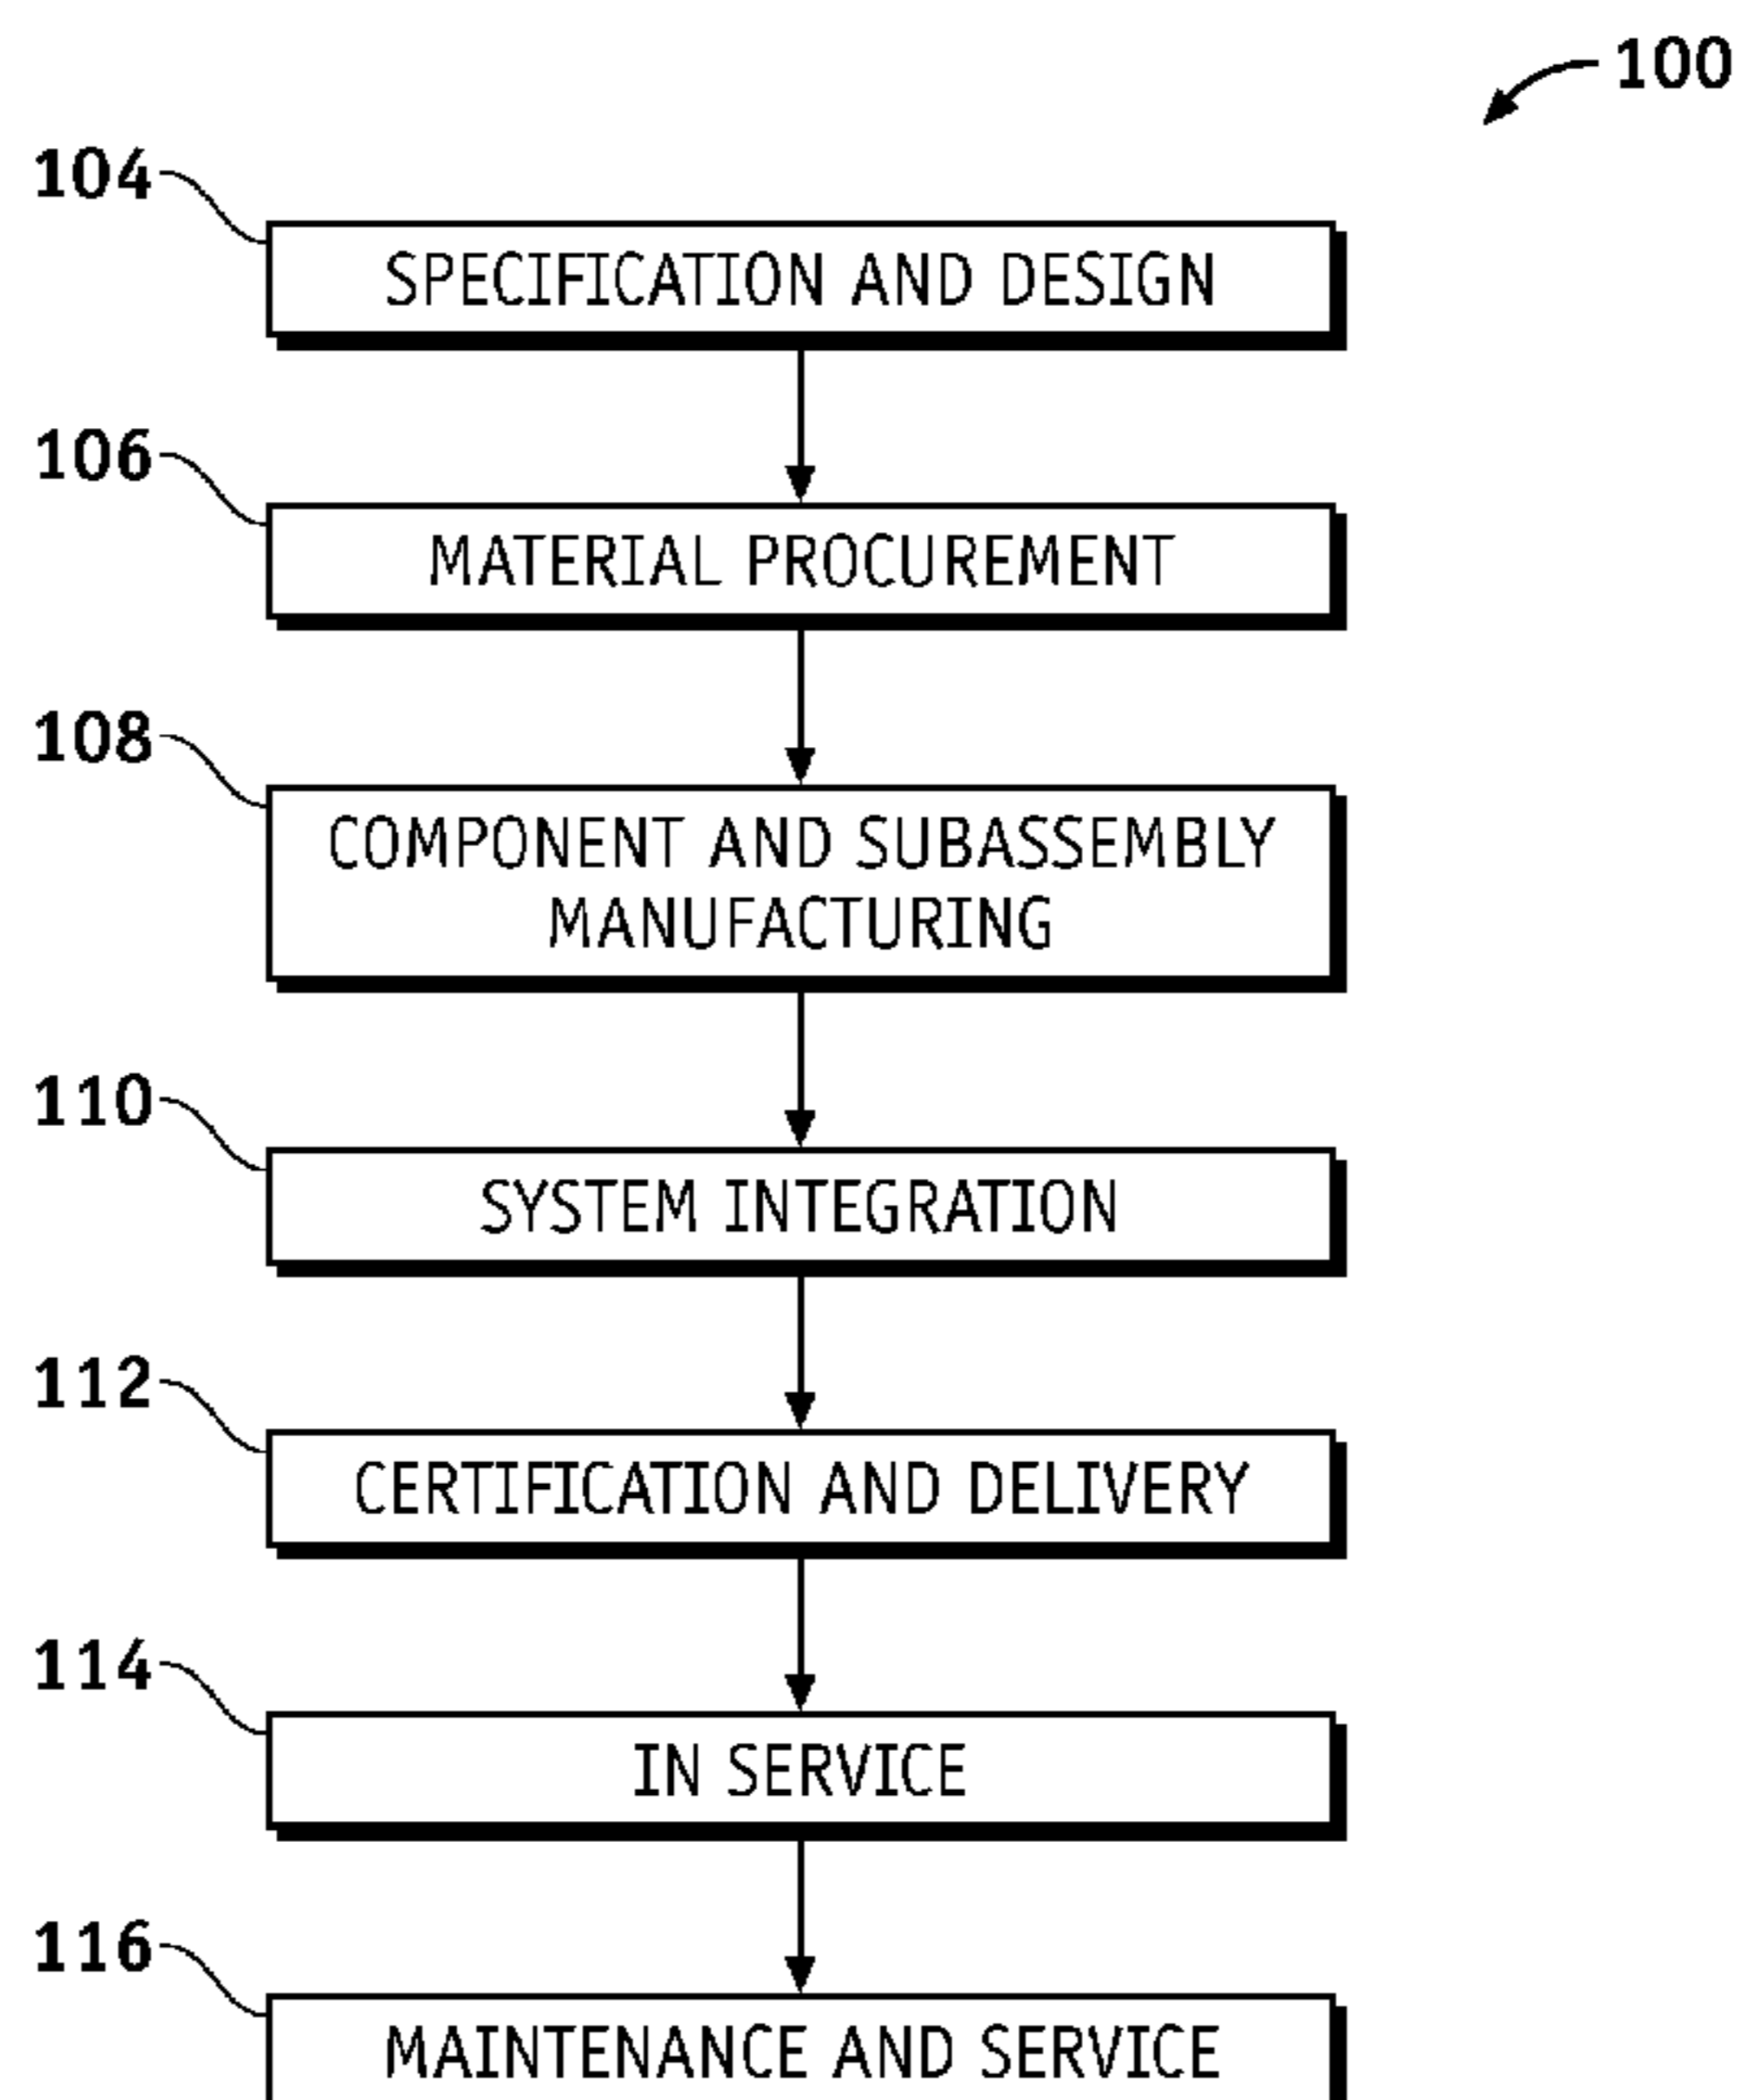 100
104
SPECIFICATION AND DESIGN
106
MATERIAL PROCUREMENT
108
COMPONENT AND SUBASSEMBLY
MANUFACTURING
110
SYSTEM INTEGRATION
112
CERTIFICATION AND DELIVERY
114
IN SERVICE
116
MAINTENANCE AND SERVICE